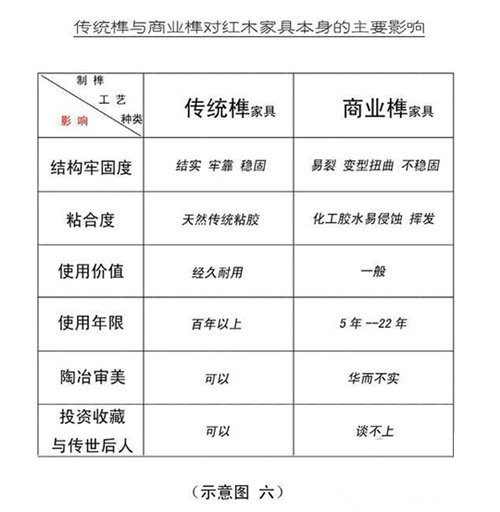 传统榫与商业榫对红木家具本身的主要影响
制 榫
工 艺
影 响 种类
传统榫家具 商业榫家具
结构牢固度 结实 牢靠 稳固 易裂 变型扭曲 不稳固
粘合度 天然传统粘胶 化工胶水易侵蚀 挥发
使用价值 经久耐用 一般
使用年限 百年以上 5年--22年
陶冶审美 可以 华而不实
投资收藏
与传世后人 可以 谈不上
（示意图 六）